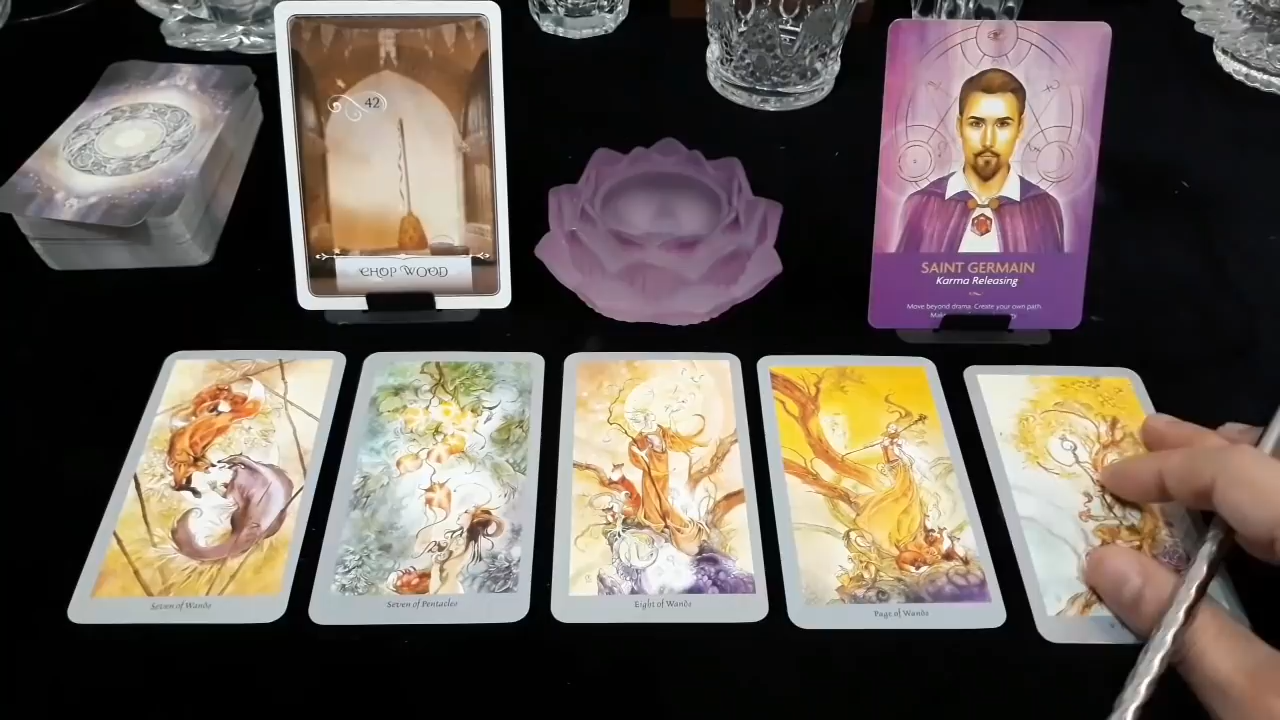 42
CHOP WOOD
SAINT GERMAIN
Karma Releasing
Move beyond drama. Create your own path.
Seven of Wands
Seven of Pentacles
Eight of Wands
Page of Wands